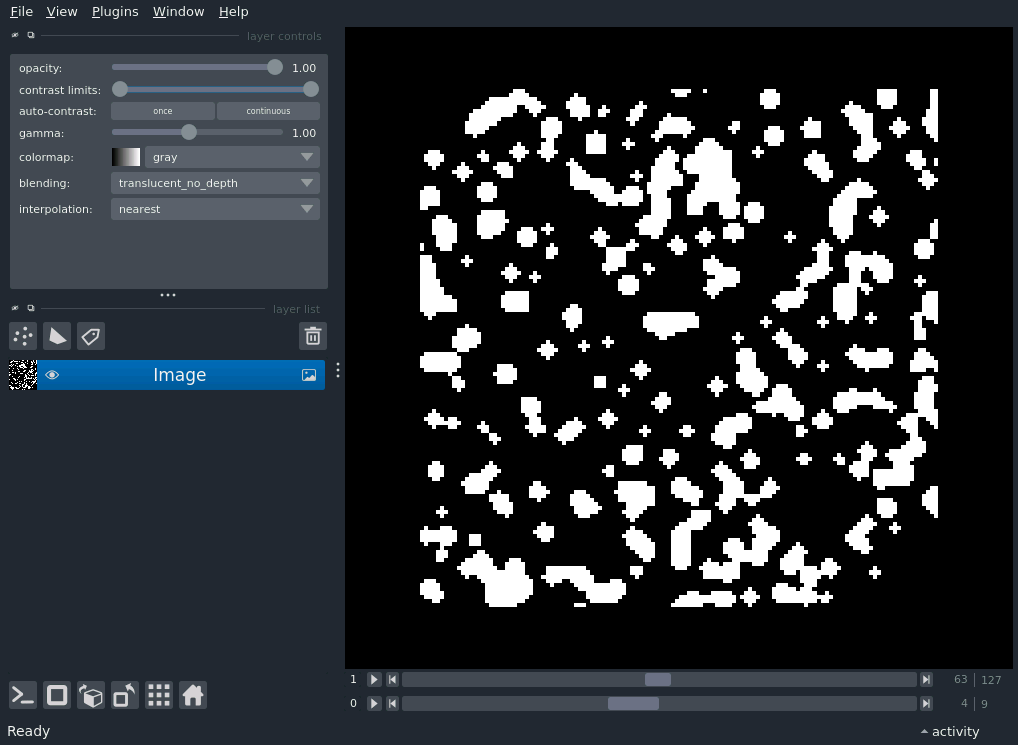 File View Plugins Window Help
layer controls
opacity: 1.00
contrast limits:
auto-contrast: once continuous
gamma: 1.00
colormap: gray
blending: translucent_no_depth
interpolation: nearest
layer list
Image
1 63 127
0 4 9
Ready activity